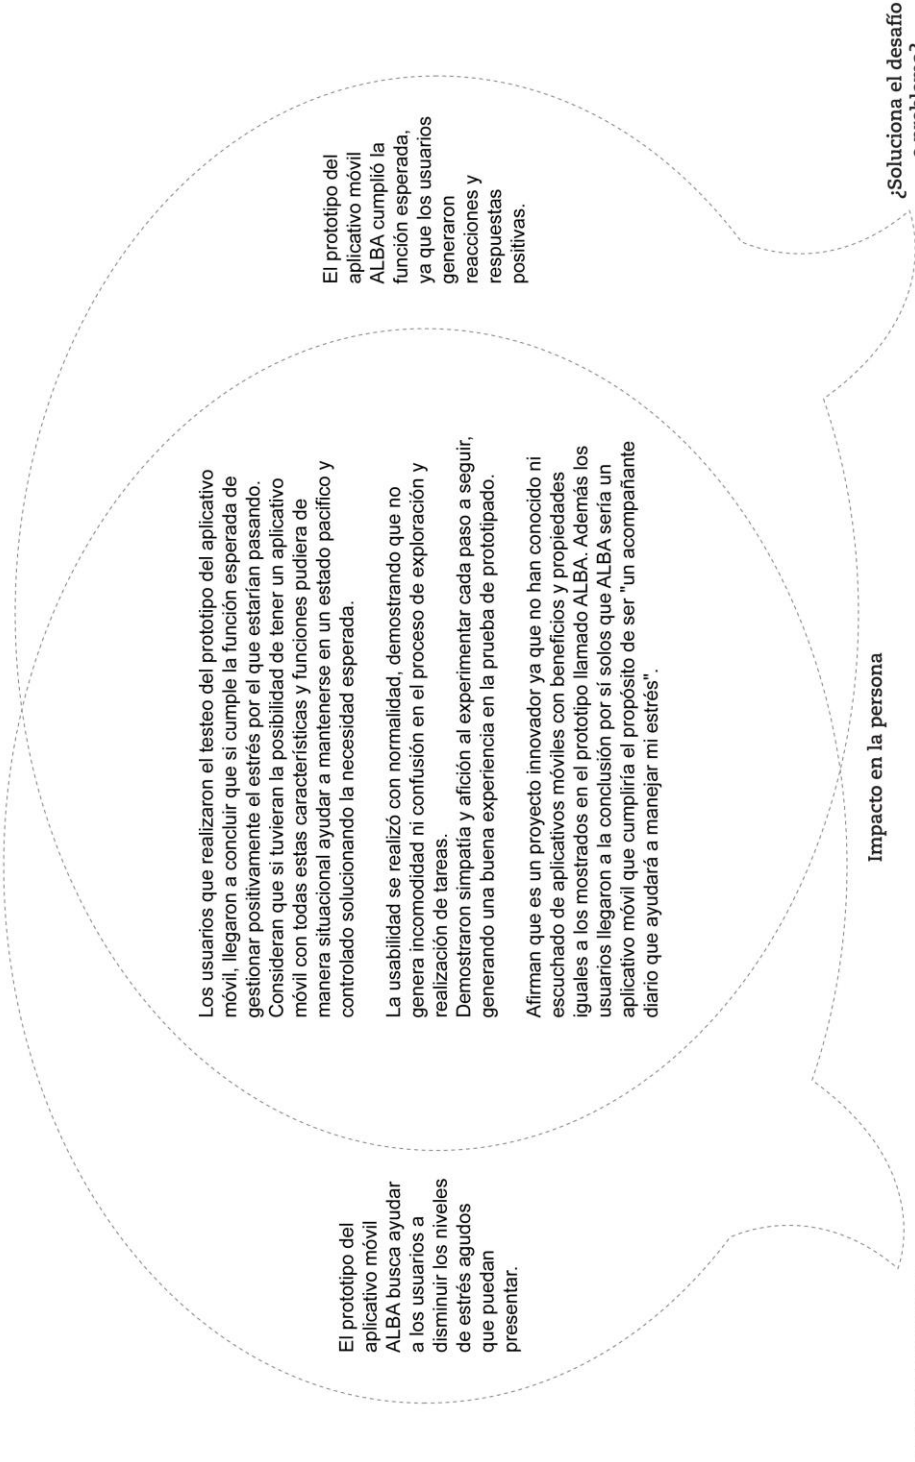 El prototipo del
aplicativo móvil
ALBA busca ayudar
a los usuarios a
disminuir los niveles
de estrés agudos
que puedan
presentar.
Los usuarios que realizaron el testeo del prototipo del aplicativo
móvil, llegaron a concluir que si cumple la función esperada de
gestionar positivamente el estrés por el que estarían pasando.
Consideran que si tuvieran la posibilidad de tener un aplicativo
móvil con todas estas características y funciones pudiera de
manera situacional ayudar a mantenerse en un estado pacífico y
controlado solucionando la necesidad esperada.
La usabilidad se realizó con normalidad, demostrando que no
genera incomodidad ni confusión en el proceso de exploración y
realización de tareas.
Demostraron simpatía y afición al experimentar cada paso a seguir,
generando una buena experiencia en la prueba de prototipado.
Afirman que es un proyecto innovador ya que no han conocido ni
escuchado de aplicativos móviles con beneficios y propiedades
iguales a los mostrados en el prototipo llamado ALBA. Además los
usuarios llegaron a la conclusión por sí solos que ALBA sería un
aplicativo móvil que cumpliría el propósito de ser "un acompañante
diario que ayudará a manejar mi estrés".
El prototipo del
aplicativo móvil
ALBA cumplió la
función esperada,
ya que los usuarios
generaron
reacciones y
respuestas
positivas.
Impacto en la persona
¿Soluciona el desafío